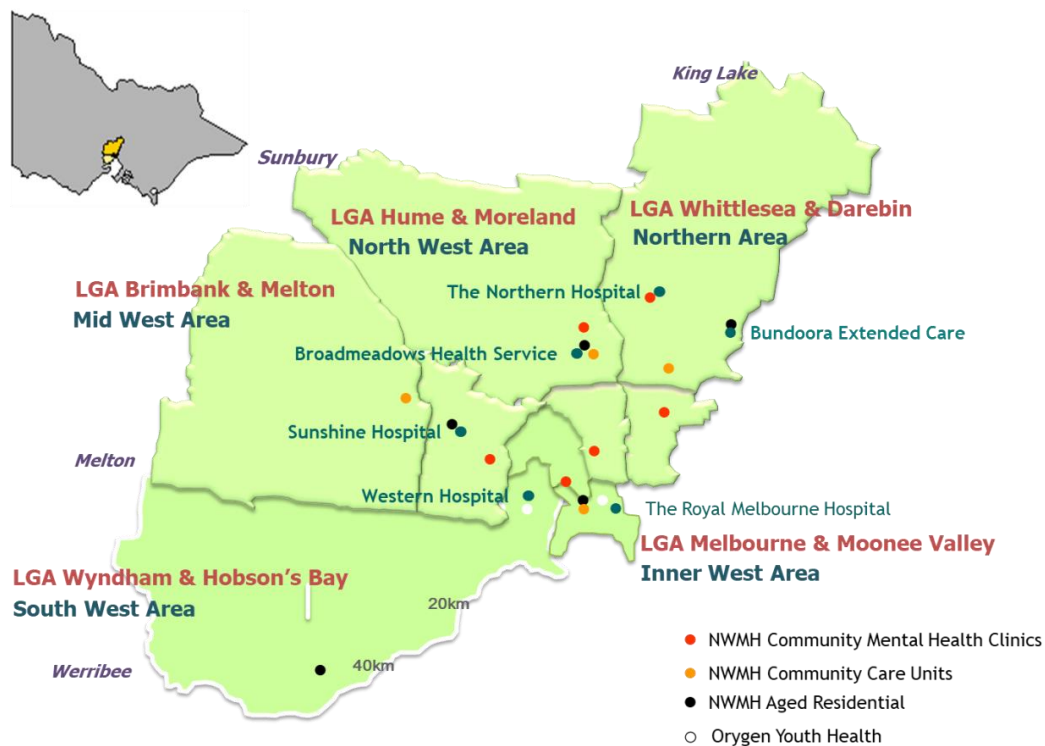 King Lake
Sunbury
LGA Hume & Moreland
North West Area
LGA Whittlesea & Darebin
Northern Area
LGA Brimbank & Melton
Mid West Area
The Northern Hospital
Bundoora Extended Care
Broadmeadows Health Service
Sunshine Hospital
Melton
Western Hospital
The Royal Melbourne Hospital
LGA Melbourne & Moonee Valley
Inner West Area
LGA Wyndham & Hobson's Bay
South West Area
20km
40km
Werribee
NWMH Community Mental Health Clinics
NWMH Community Care Units
NWMH Aged Residential
Orygen Youth Health